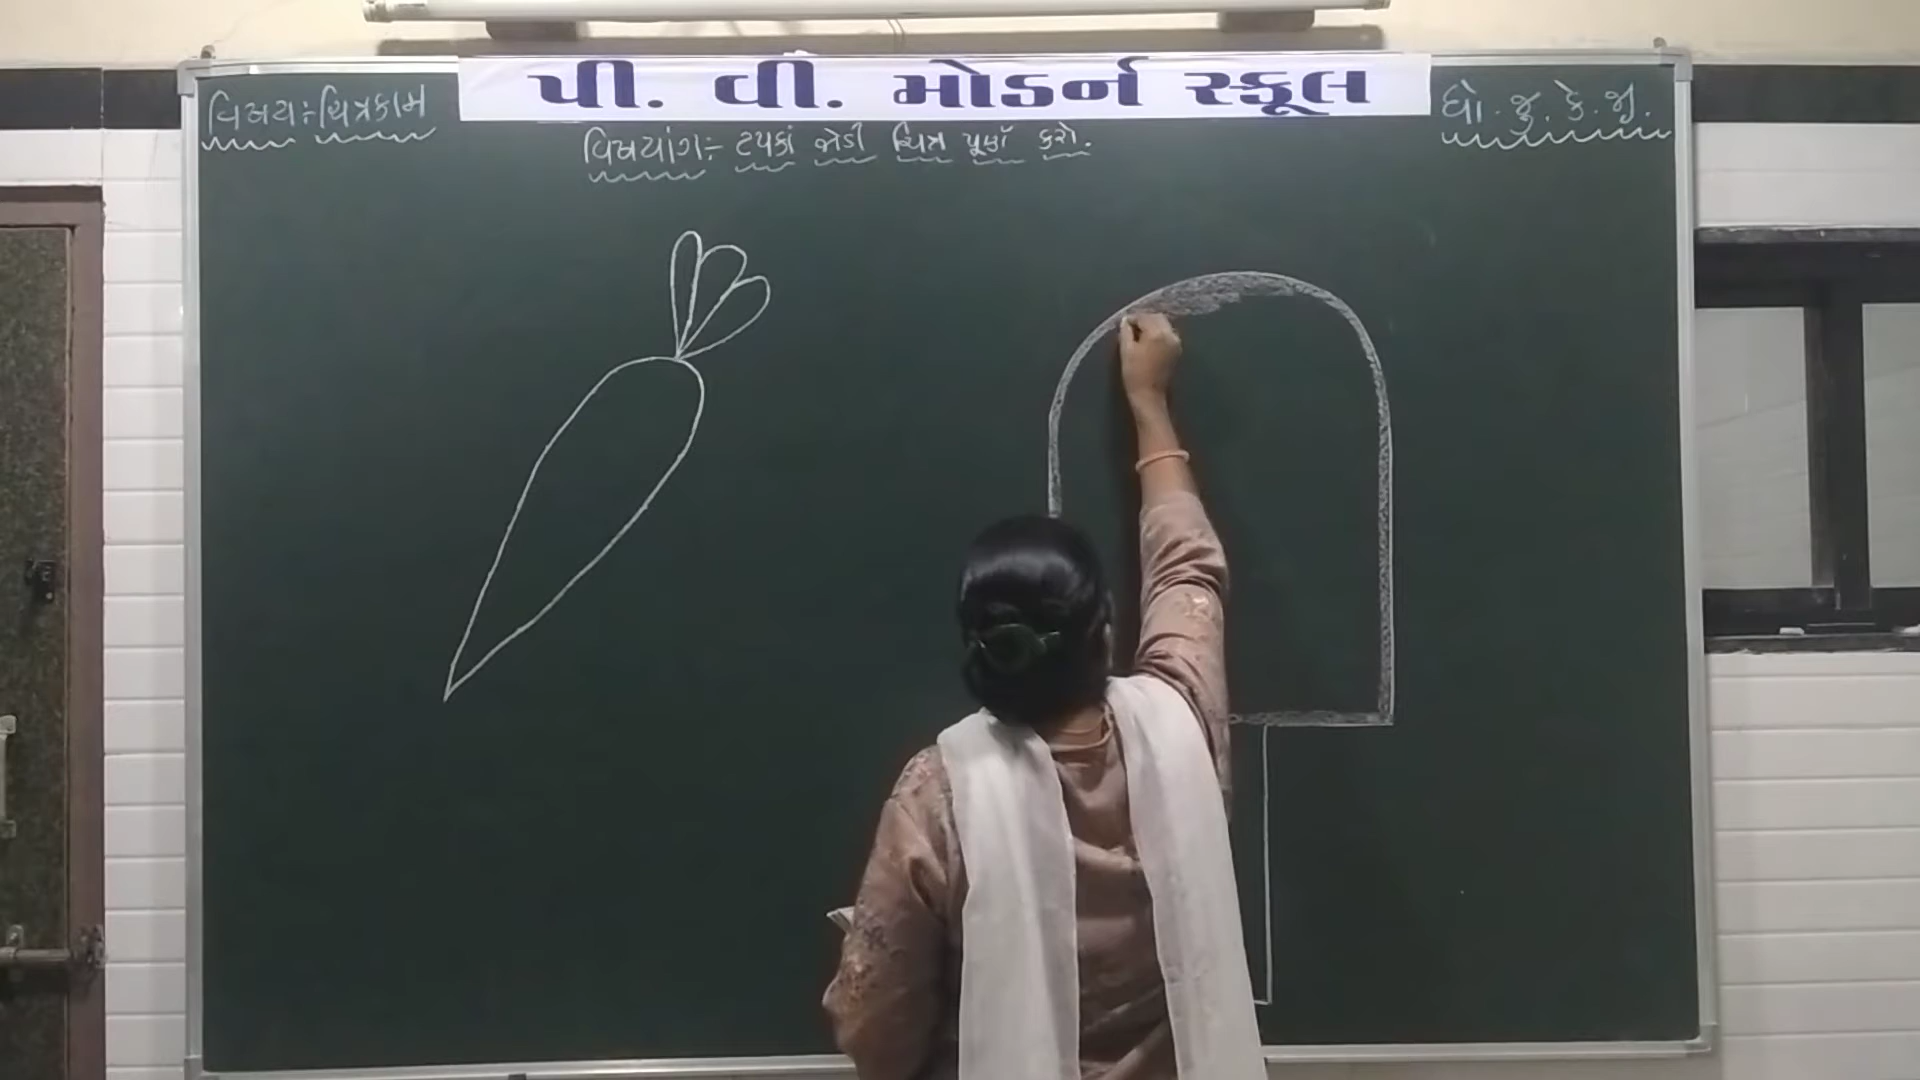 પી. વી. મોડર્ન સ્કૂલ
વિષય:- ચિત્રકામ
ધો. જુ. કે. જી.
વિષયાંગ:- ટપકાં જોડી ચિત્ર પૂર્ણ કરો.